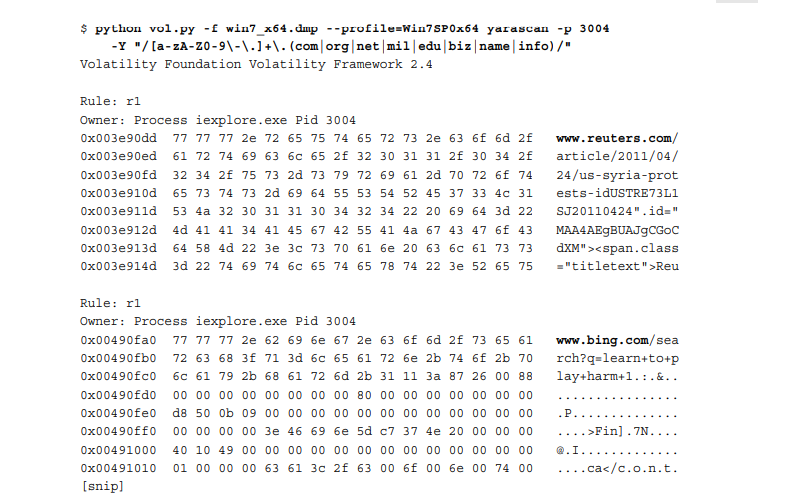 $ python vol.py -f win7_x64.dmp --profile=Win7SP0x64 yarascan -p 3004
-Y "/[a-zA-Z0-9\-\.]+\.(com|org|net|mil|edu|biz|name|info)/"
Volatility Foundation Volatility Framework 2.4
Rule: r1
Owner: Process iexplore.exe Pid 3004
0x003e90dd 77 77 77 2e 72 65 75 74 65 72 73 2e 63 6f 6d 2f www.reuters.com/
0x003e90ed 61 72 74 69 63 6c 65 2f 32 30 31 31 2f 30 34 2f article/2011/04/
0x003e90fd 32 34 2f 75 73 2d 73 79 72 69 61 2d 70 72 6f 74 24/us-syria-prot
0x003e910d 65 73 74 73 2d 69 64 55 53 54 52 45 37 33 4c 31 ests-idUSTRE73L1
0x003e911d 53 4a 32 30 31 31 30 34 32 34 22 20 69 64 3d 22 SJ20110424".id="
0x003e912d 4d 41 41 34 41 45 67 42 55 41 4a 67 43 47 6f 43 MAA4AEgBUAJgCGoC
0x003e913d 64 58 4d 22 3e 3c 73 70 61 6e 20 63 6c 61 73 73 dXM"><span.class
0x003e914d 3d 22 74 69 74 6c 65 74 65 78 74 22 3e 52 65 75 ="titletext">Reu
Rule: r1
Owner: Process iexplore.exe Pid 3004
0x00490fa0 77 77 77 2e 62 69 6e 67 2e 63 6f 6d 2f 73 65 61 www.bing.com/sea
0x00490fb0 72 63 68 3f 71 3d 6c 65 61 72 6e 2b 74 6f 2b 70 rch?q=learn+to+p
0x00490fc0 6c 61 79 2b 68 61 72 6d 2b 31 11 3a 87 26 00 88 lay+harm+1.:.&..
0x00490fd0 00 00 00 00 00 00 00 80 00 00 00 00 00 00 00 00 ................
0x00490fe0 d8 50 0b 09 00 00 00 00 00 00 00 00 00 00 00 00 .P..............
0x00490ff0 00 00 00 00 3e 46 69 6e 5d c7 37 4e 20 00 00 00 ....>Fin].7N....
0x00491000 40 10 49 00 00 00 00 00 00 00 00 00 00 00 00 00 @.I.............
0x00491010 01 00 00 00 63 61 3c 2f 63 00 6f 00 6e 00 74 00 ....ca</c.o.n.t.
[snip]